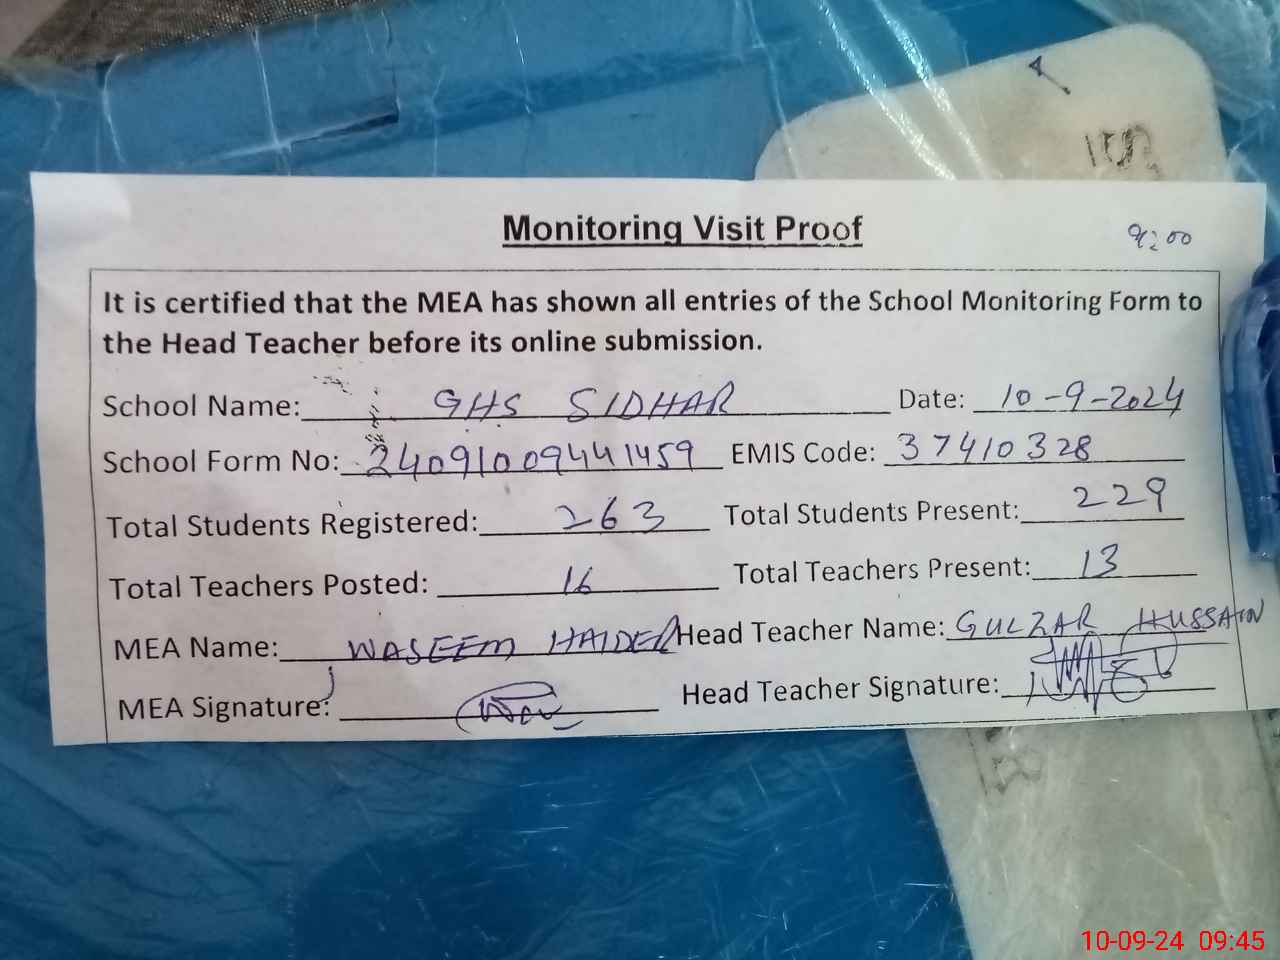 Monitoring Visit Proof
9:00
It is certified that the MEA has shown all entries of the School Monitoring Form to
the Head Teacher before its online submission.
School Name: GHS SIDHAR Date: 10-9-2024
School Form No: 240910094441459 EMIS Code: 37410328
Total Students Registered: 263 Total Students Present: 229
Total Teachers Posted: 16 Total Teachers Present: 13
MEA Name: WASEEM HAIDER Head Teacher Name: GULZAR HUSSAIN
MEA Signature: Head Teacher Signature:
10-09-24 09:45